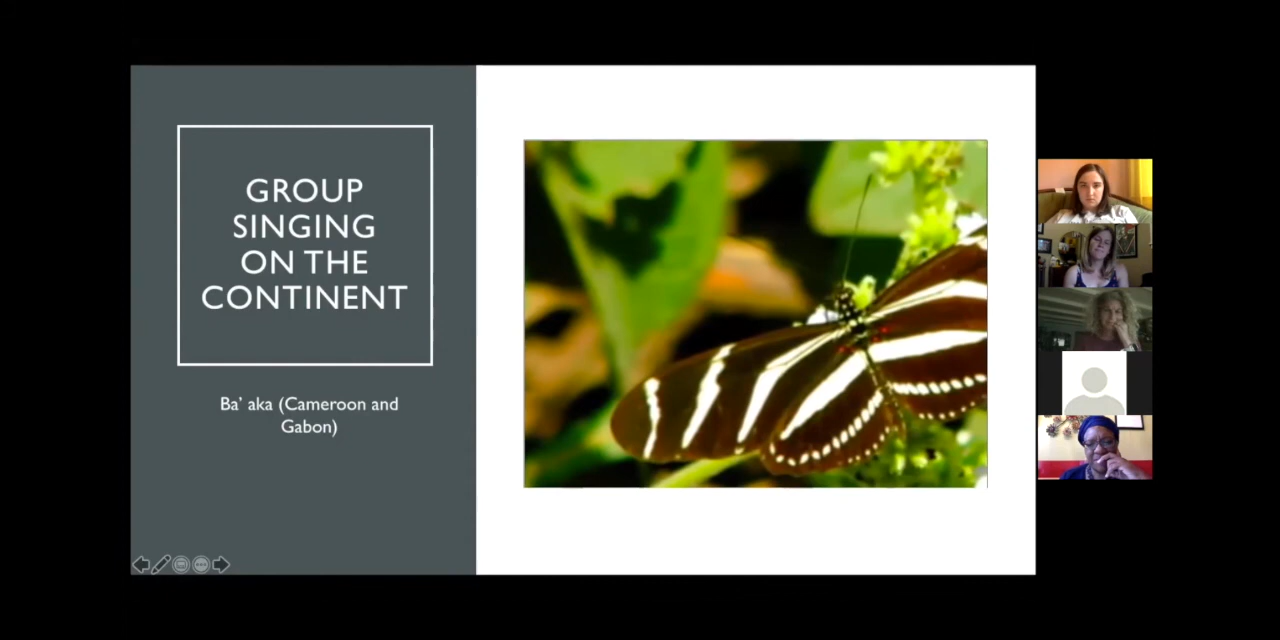 GROUP
SINGING
ON THE
CONTINENT
Ba' aka (Cameroon and
Gabon)